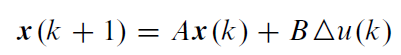 x(k + 1) = Ax(k) + B△u(k)